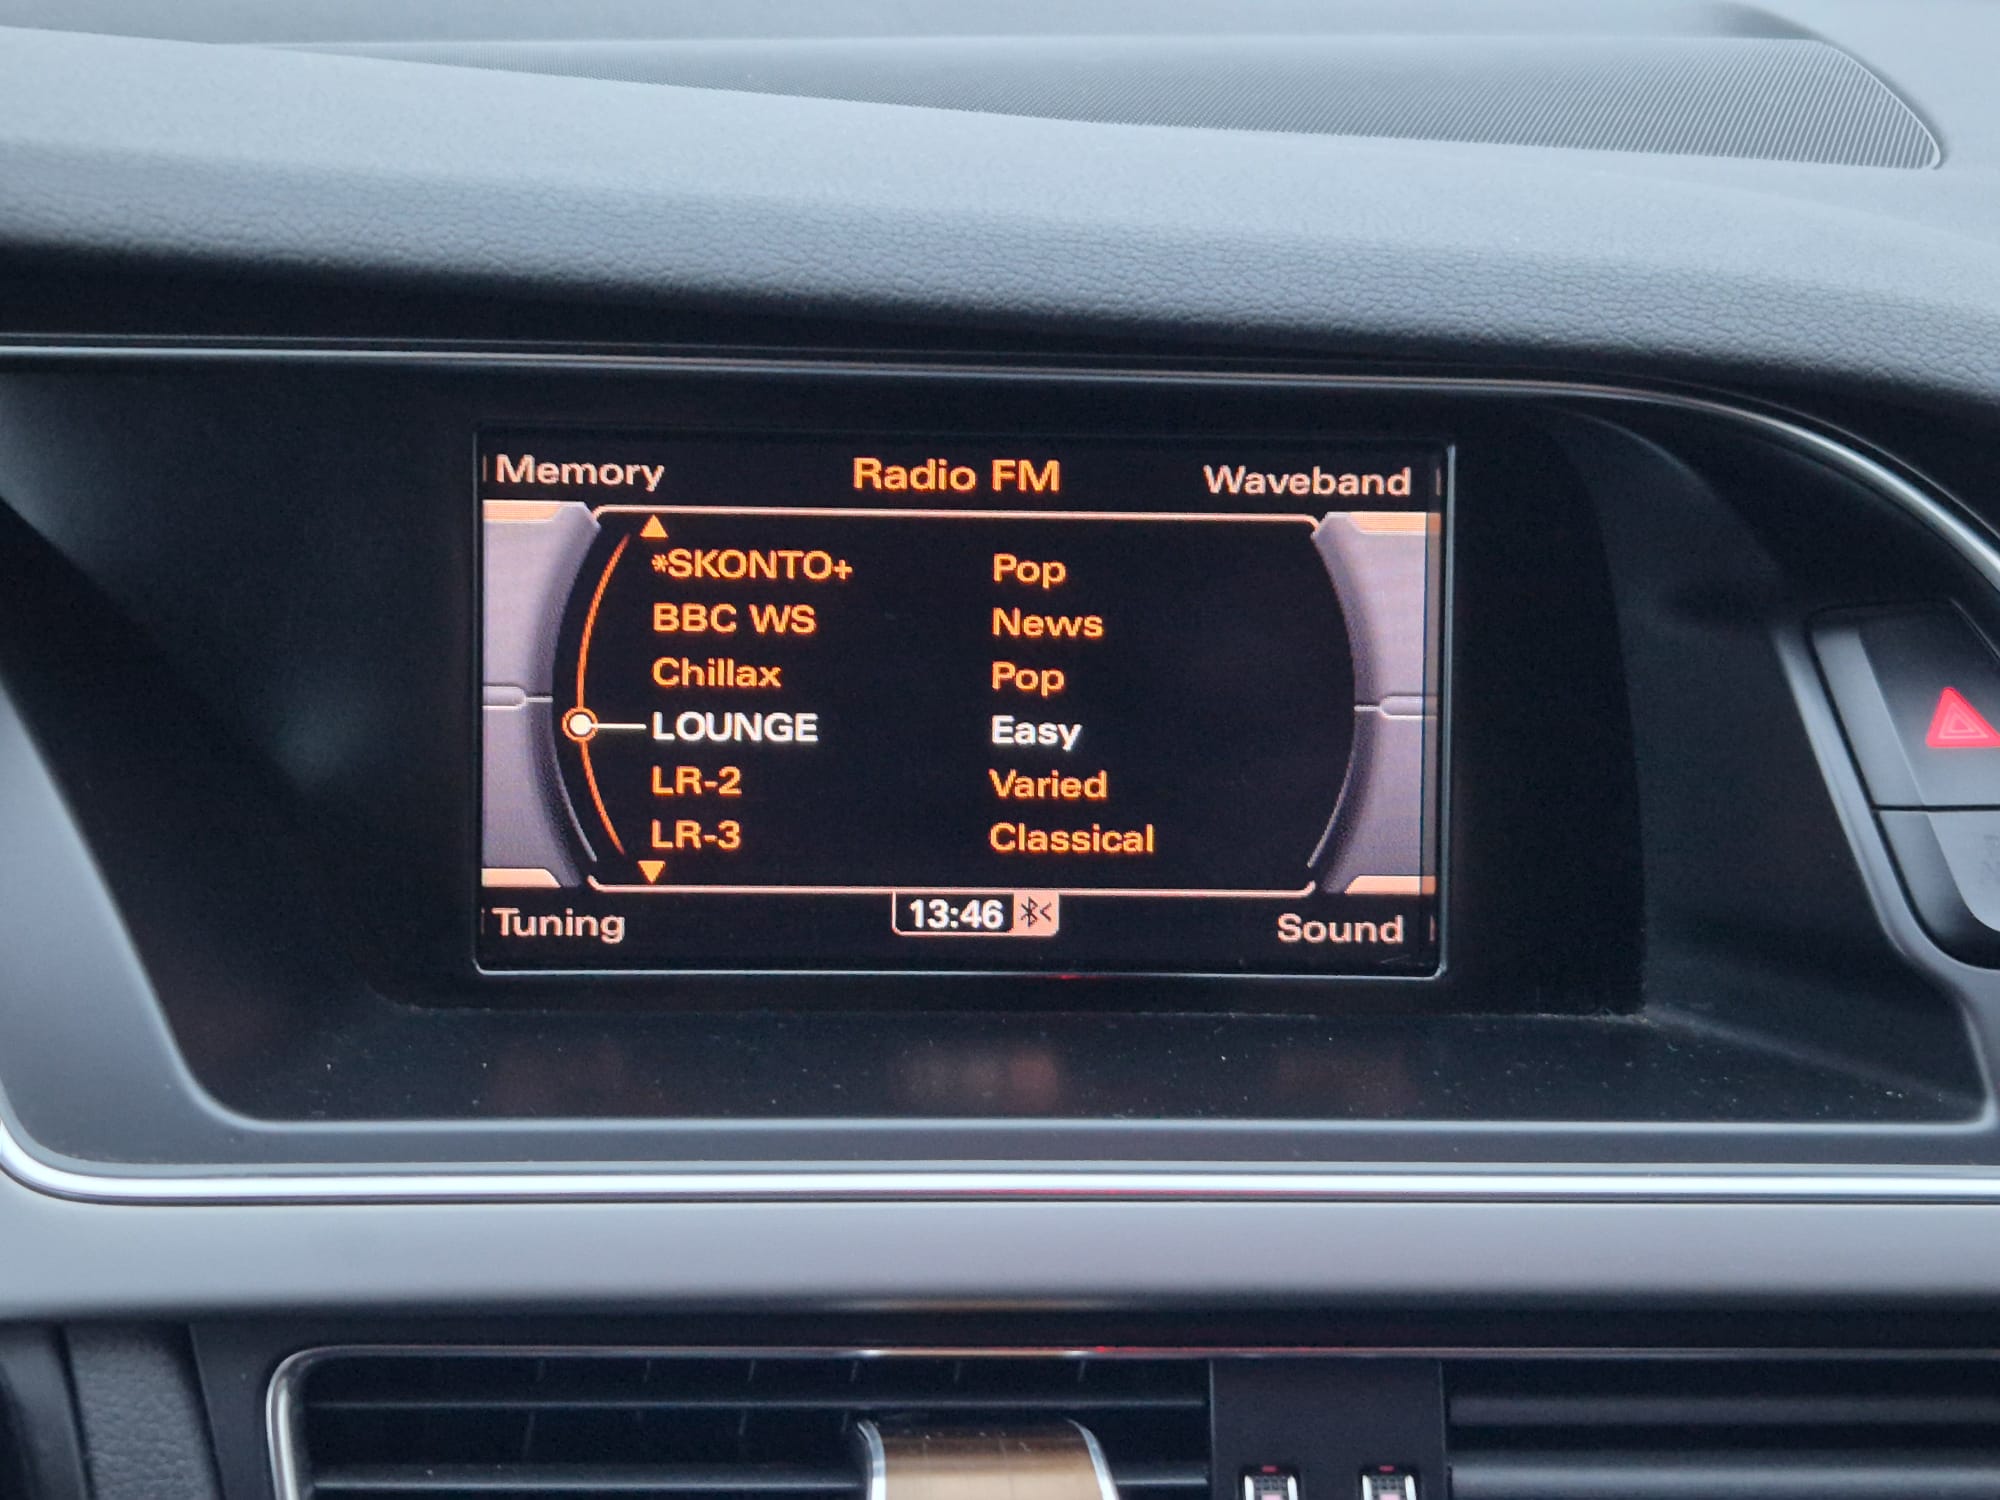 Memory Radio FM Waveband
*SKONTO+ Pop
BBC WS News
Chillax Pop
LOUNGE Easy
LR-2 Varied
LR-3 Classical
Tuning 13:46 Sound